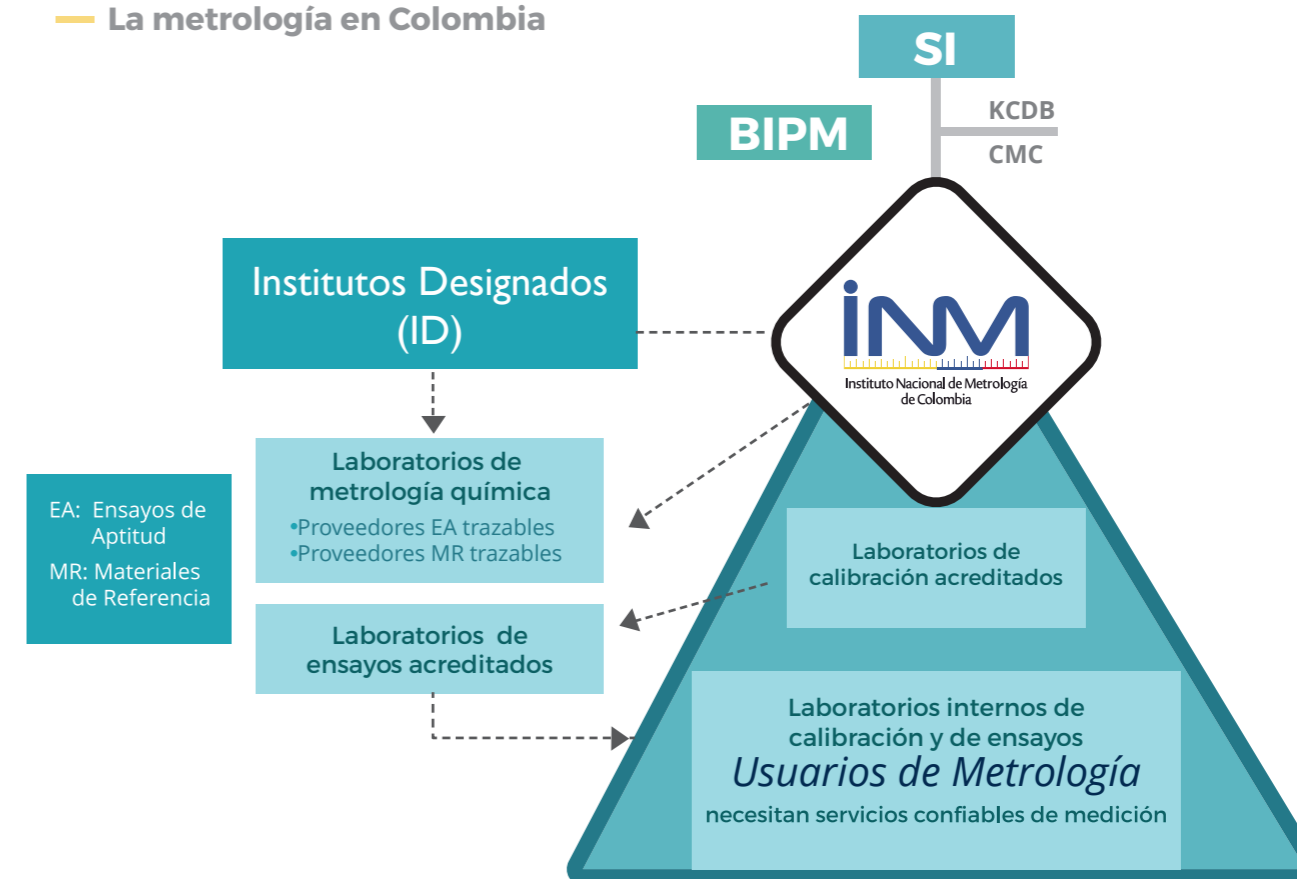 La metrología en Colombia
SI
BIPM
KCDB
CMC
Institutos Designados
(ID)
iNM
Instituto Nacional de Metrología
de Colombia
Laboratorios de
metrología química
•Proveedores EA trazables
•Proveedores MR trazables
EA: Ensayos de
Aptitud
MR: Materiales
de Referencia
Laboratorios de
calibración acreditados
Laboratorios de
ensayos acreditados
Laboratorios internos de
calibración y de ensayos
Usuarios de Metrología
necesitan servicios confiables de medición